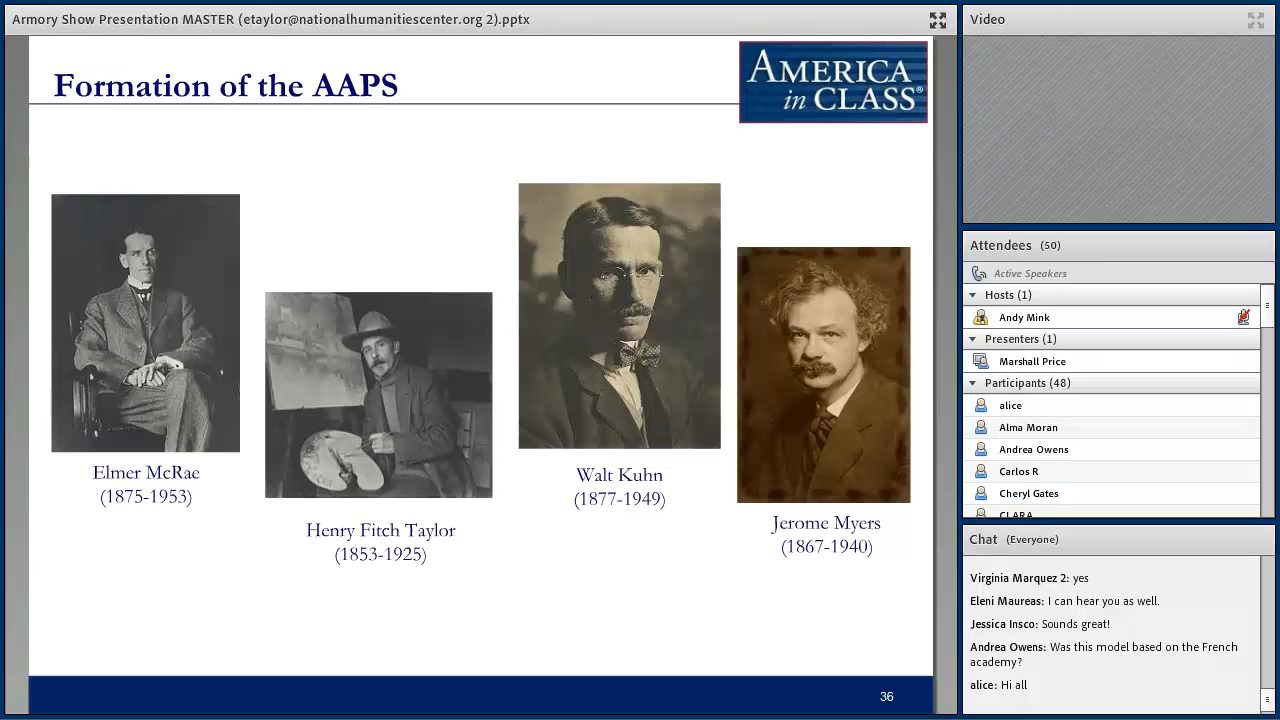 Armory Show Presentation MASTER (etaylor@nationalhumanitiescenter.org 2).pptx
Formation of the AAPS
AMERICA
in CLASS®
Elmer McRae
(1875-1953)
Henry Fitch Taylor
(1853-1925)
Walt Kuhn
(1877-1949)
Jerome Myers
(1867-1940)
36
Video
Attendees (50)
Active Speakers
Hosts (1)
Andy Mink
Presenters (1)
Marshall Price
Participants (48)
alice
Alma Moran
Andrea Owens
Carlos R
Cheryl Gates
CLARA
Chat (Everyone)
Virginia Marquez 2: yes
Eleni Maureas: I can hear you as well.
Jessica Insco: Sounds great!
Andrea Owens: Was this model based on the French
academy?
alice: Hi all